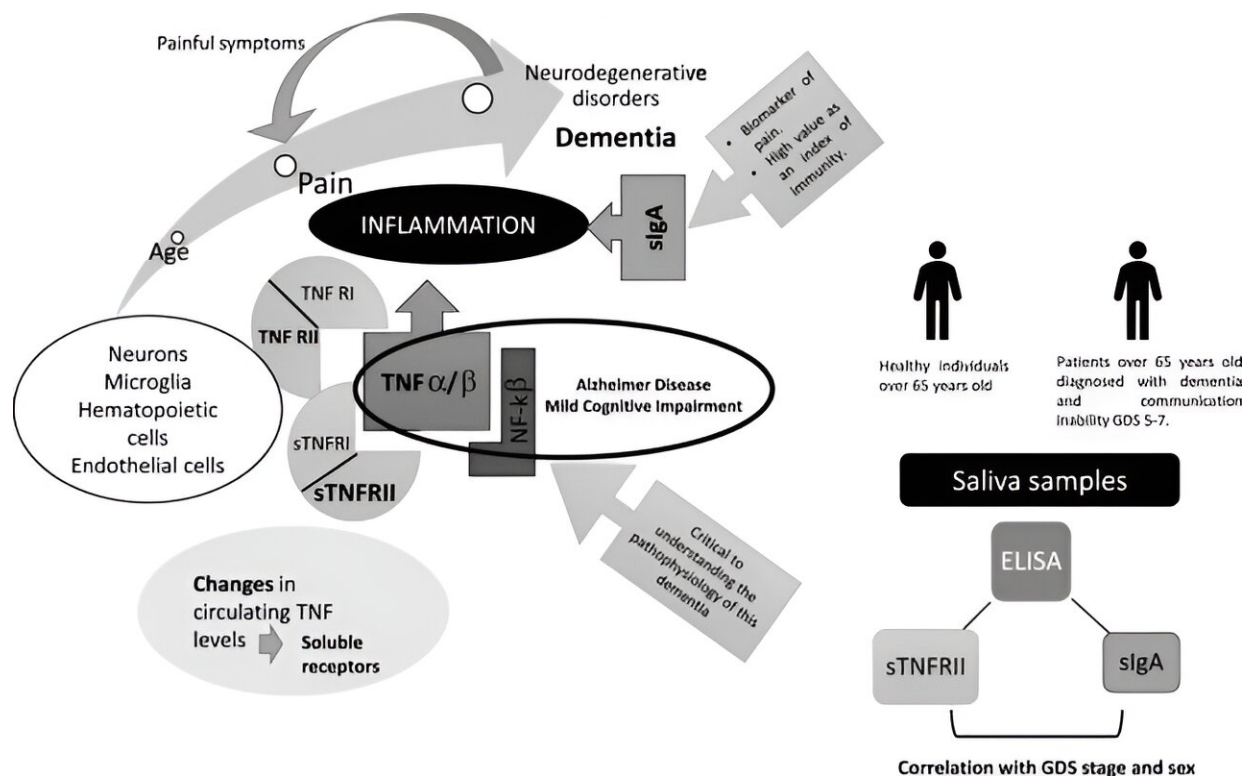 Painful symptoms
Neurodegenerative
disorders
Dementia
• Biomarker of
pain.
• High value as
an index of
immunity.
Pain
Age
INFLAMMATION
sIgA
TNF RI
TNF RII
Neurons
Microglia
Hematopoietic
cells
Endothelial cells
TNF α/β
NF-kβ
Alzheimer Disease
Mild Cognitive Impairment
sTNFRI
sTNFRII
Critical to
understanding the
pathophysiology of this
dementia
Changes in
circulating TNF
levels
Soluble
receptors
Healthy individuals
over 65 years old
Patients over 65 years old
diagnosed with dementia
and communication
inability GDS 5-7.
Saliva samples
ELISA
sTNFRII
sIgA
Correlation with GDS stage and sex